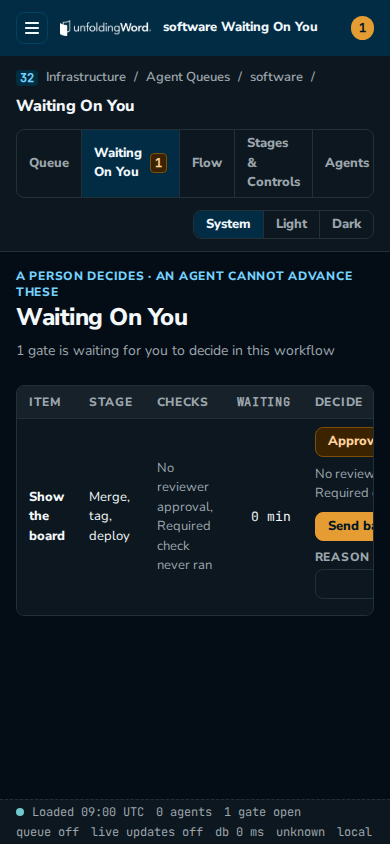 unfoldingWord. software Waiting On You 1
32 Infrastructure / Agent Queues / software /
Waiting On You
Queue Waiting On You 1 Flow Stages & Controls Agents
System Light Dark
A PERSON DECIDES · AN AGENT CANNOT ADVANCE
THESE
Waiting On You
1 gate is waiting for you to decide in this workflow
ITEM STAGE CHECKS WAITING DECIDE
Show the board
Merge, tag, deploy
No reviewer approval, Required check never ran
0 min
No review
Required
REASON
Loaded 09:00 UTC 0 agents 1 gate open
queue off live updates off db 0 ms unknown local